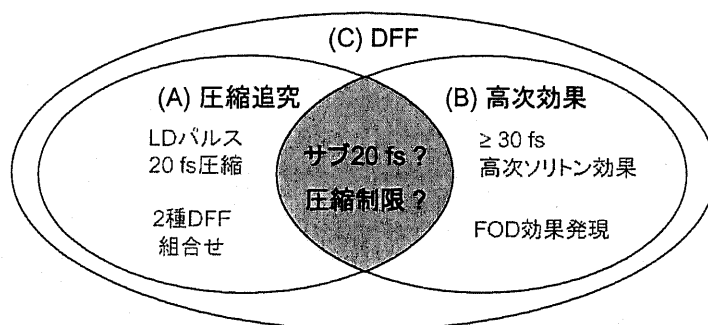 (C) DFF
(A) 圧縮追究
LDパルス
20 fs圧縮
2種DFF
組合せ
サブ20 fs ?
圧縮制限 ?
(B) 高次効果
≥ 30 fs
高次ソリトン効果
FOD効果発現